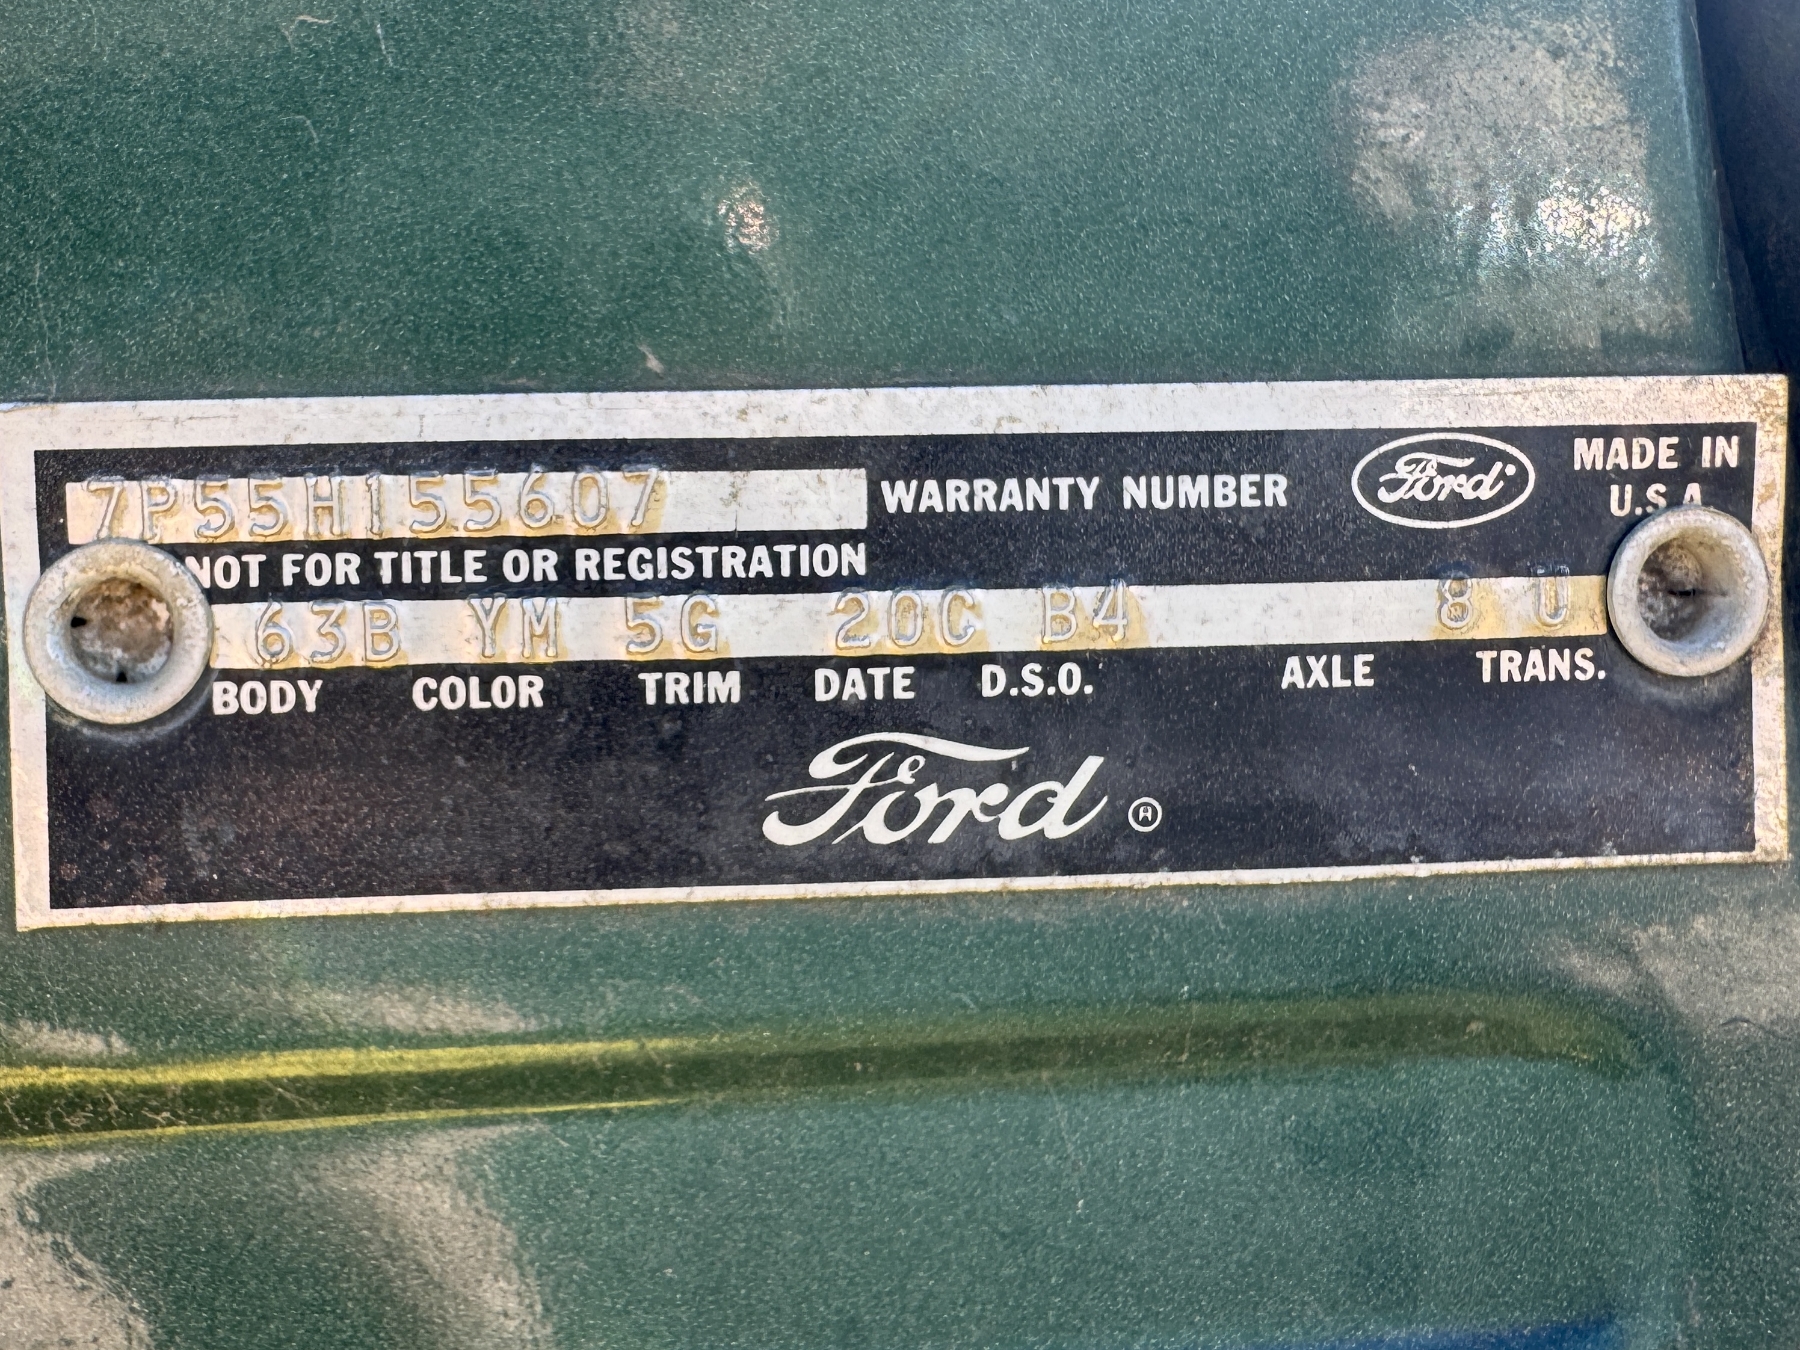 7P55H155607 WARRANTY NUMBER Ford MADE IN
U.S.A.
NOT FOR TITLE OR REGISTRATION
63B YM 5G 20C B4 8 U
BODY COLOR TRIM DATE D.S.O. AXLE TRANS.
Ford ®